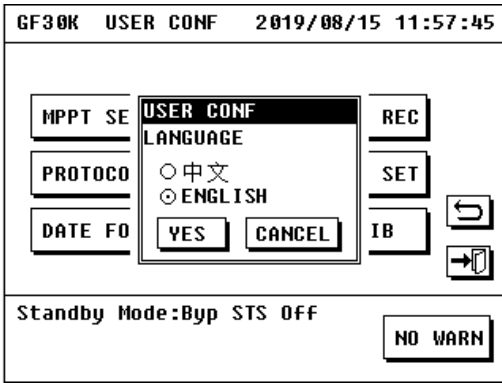 GF30K USER CONF 2019/08/15 11:57:45
MPPT SE
USER CONF
REC
LANGUAGE
PROTOCO
○中文
SET
⊙ENGLISH
DATE FO
YES
CANCEL
IB
Standby Mode:Byp STS Off
NO WARN